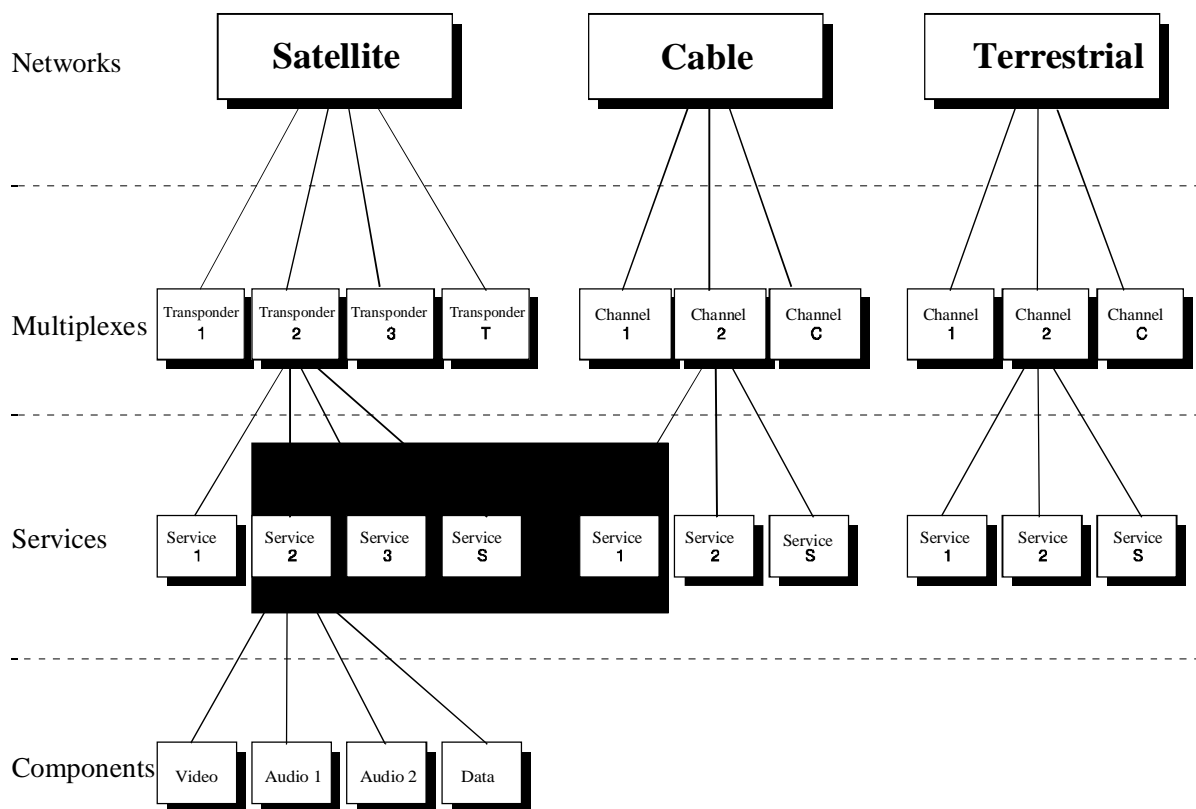 Networks
Satellite
Cable
Terrestrial
Multiplexes
Transponder
1
Transponder
2
Transponder
3
Transponder
T
Channel
1
Channel
2
Channel
C
Channel
1
Channel
2
Channel
C
Services
Service
1
Service
2
Service
3
Service
S
Service
1
Service
2
Service
S
Service
1
Service
2
Service
S
Components
Video
Audio 1
Audio 2
Data